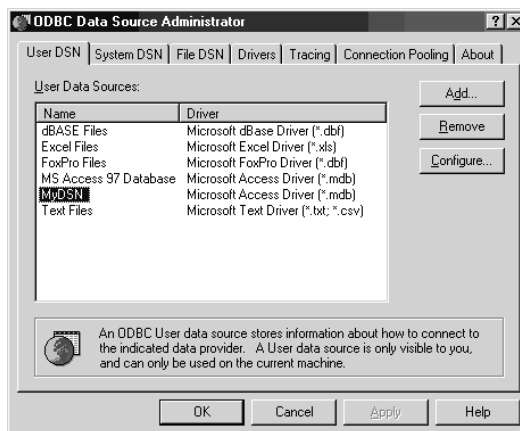 ODBC Data Source Administrator
User DSN System DSN File DSN Drivers Tracing Connection Pooling About
User Data Sources:
Name Driver
dBASE Files Microsoft dBase Driver (*.dbf)
Excel Files Microsoft Excel Driver (*.xls)
FoxPro Files Microsoft FoxPro Driver (*.dbf)
MS Access 97 Database Microsoft Access Driver (*.mdb)
MyDSN Microsoft Access Driver (*.mdb)
Text Files Microsoft Text Driver (*.txt; *.csv)
Add...
Remove
Configure...
An ODBC User data source stores information about how to connect to
the indicated data provider. A User data source is only visible to you,
and can only be used on the current machine.
OK Cancel Apply Help